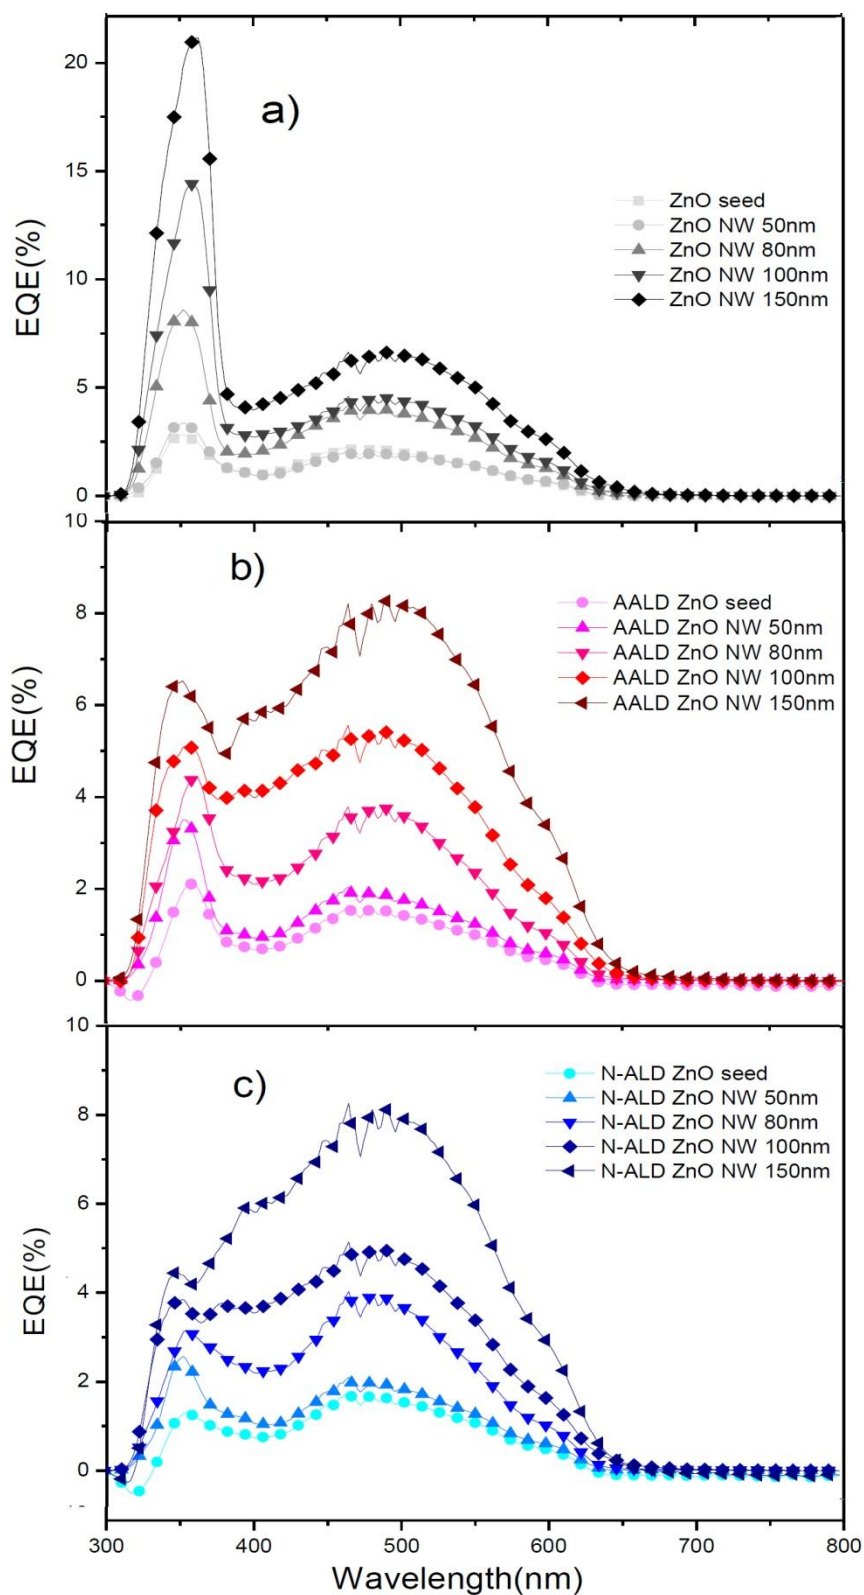 20
15
10
5
0
EQE(%)
a)
ZnO seed
ZnO NW 50nm
ZnO NW 80nm
ZnO NW 100nm
ZnO NW 150nm
10
8
6
4
2
0
EQE(%)
b)
AALD ZnO seed
AALD ZnO NW 50nm
AALD ZnO NW 80nm
AALD ZnO NW 100nm
AALD ZnO NW 150nm
10
8
6
4
2
0
EQE(%)
c)
N-ALD ZnO seed
N-ALD ZnO NW 50nm
N-ALD ZnO NW 80nm
N-ALD ZnO NW 100nm
N-ALD ZnO NW 150nm
300 400 500 600 700 800
Wavelength(nm)